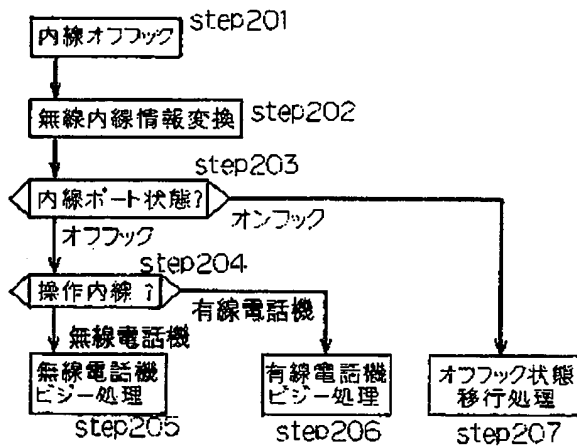 内線オフフック
step201
無線内線情報変換
step202
step203
内線ポート状態?
オフフック
オンフック
step204
操作内線?
無線電話機
有線電話機
無線電話機
ビジー処理
step205
有線電話機
ビジー処理
step206
オフフック状態
移行処理
step207